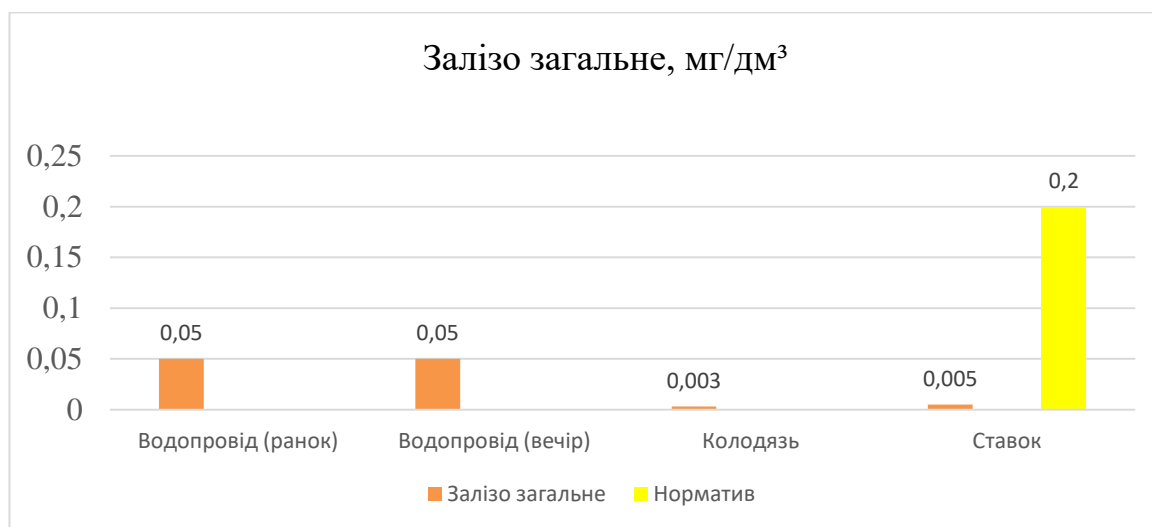 Залізо загальне, мг/дм³
0,25
0,2
0,15
0,1
0,05
0
0,05
0,05
0,003
0,005
0,2
Водопровід (ранок)
Водопровід (вечір)
Колодязь
Ставок
Залізо загальне
Норматив